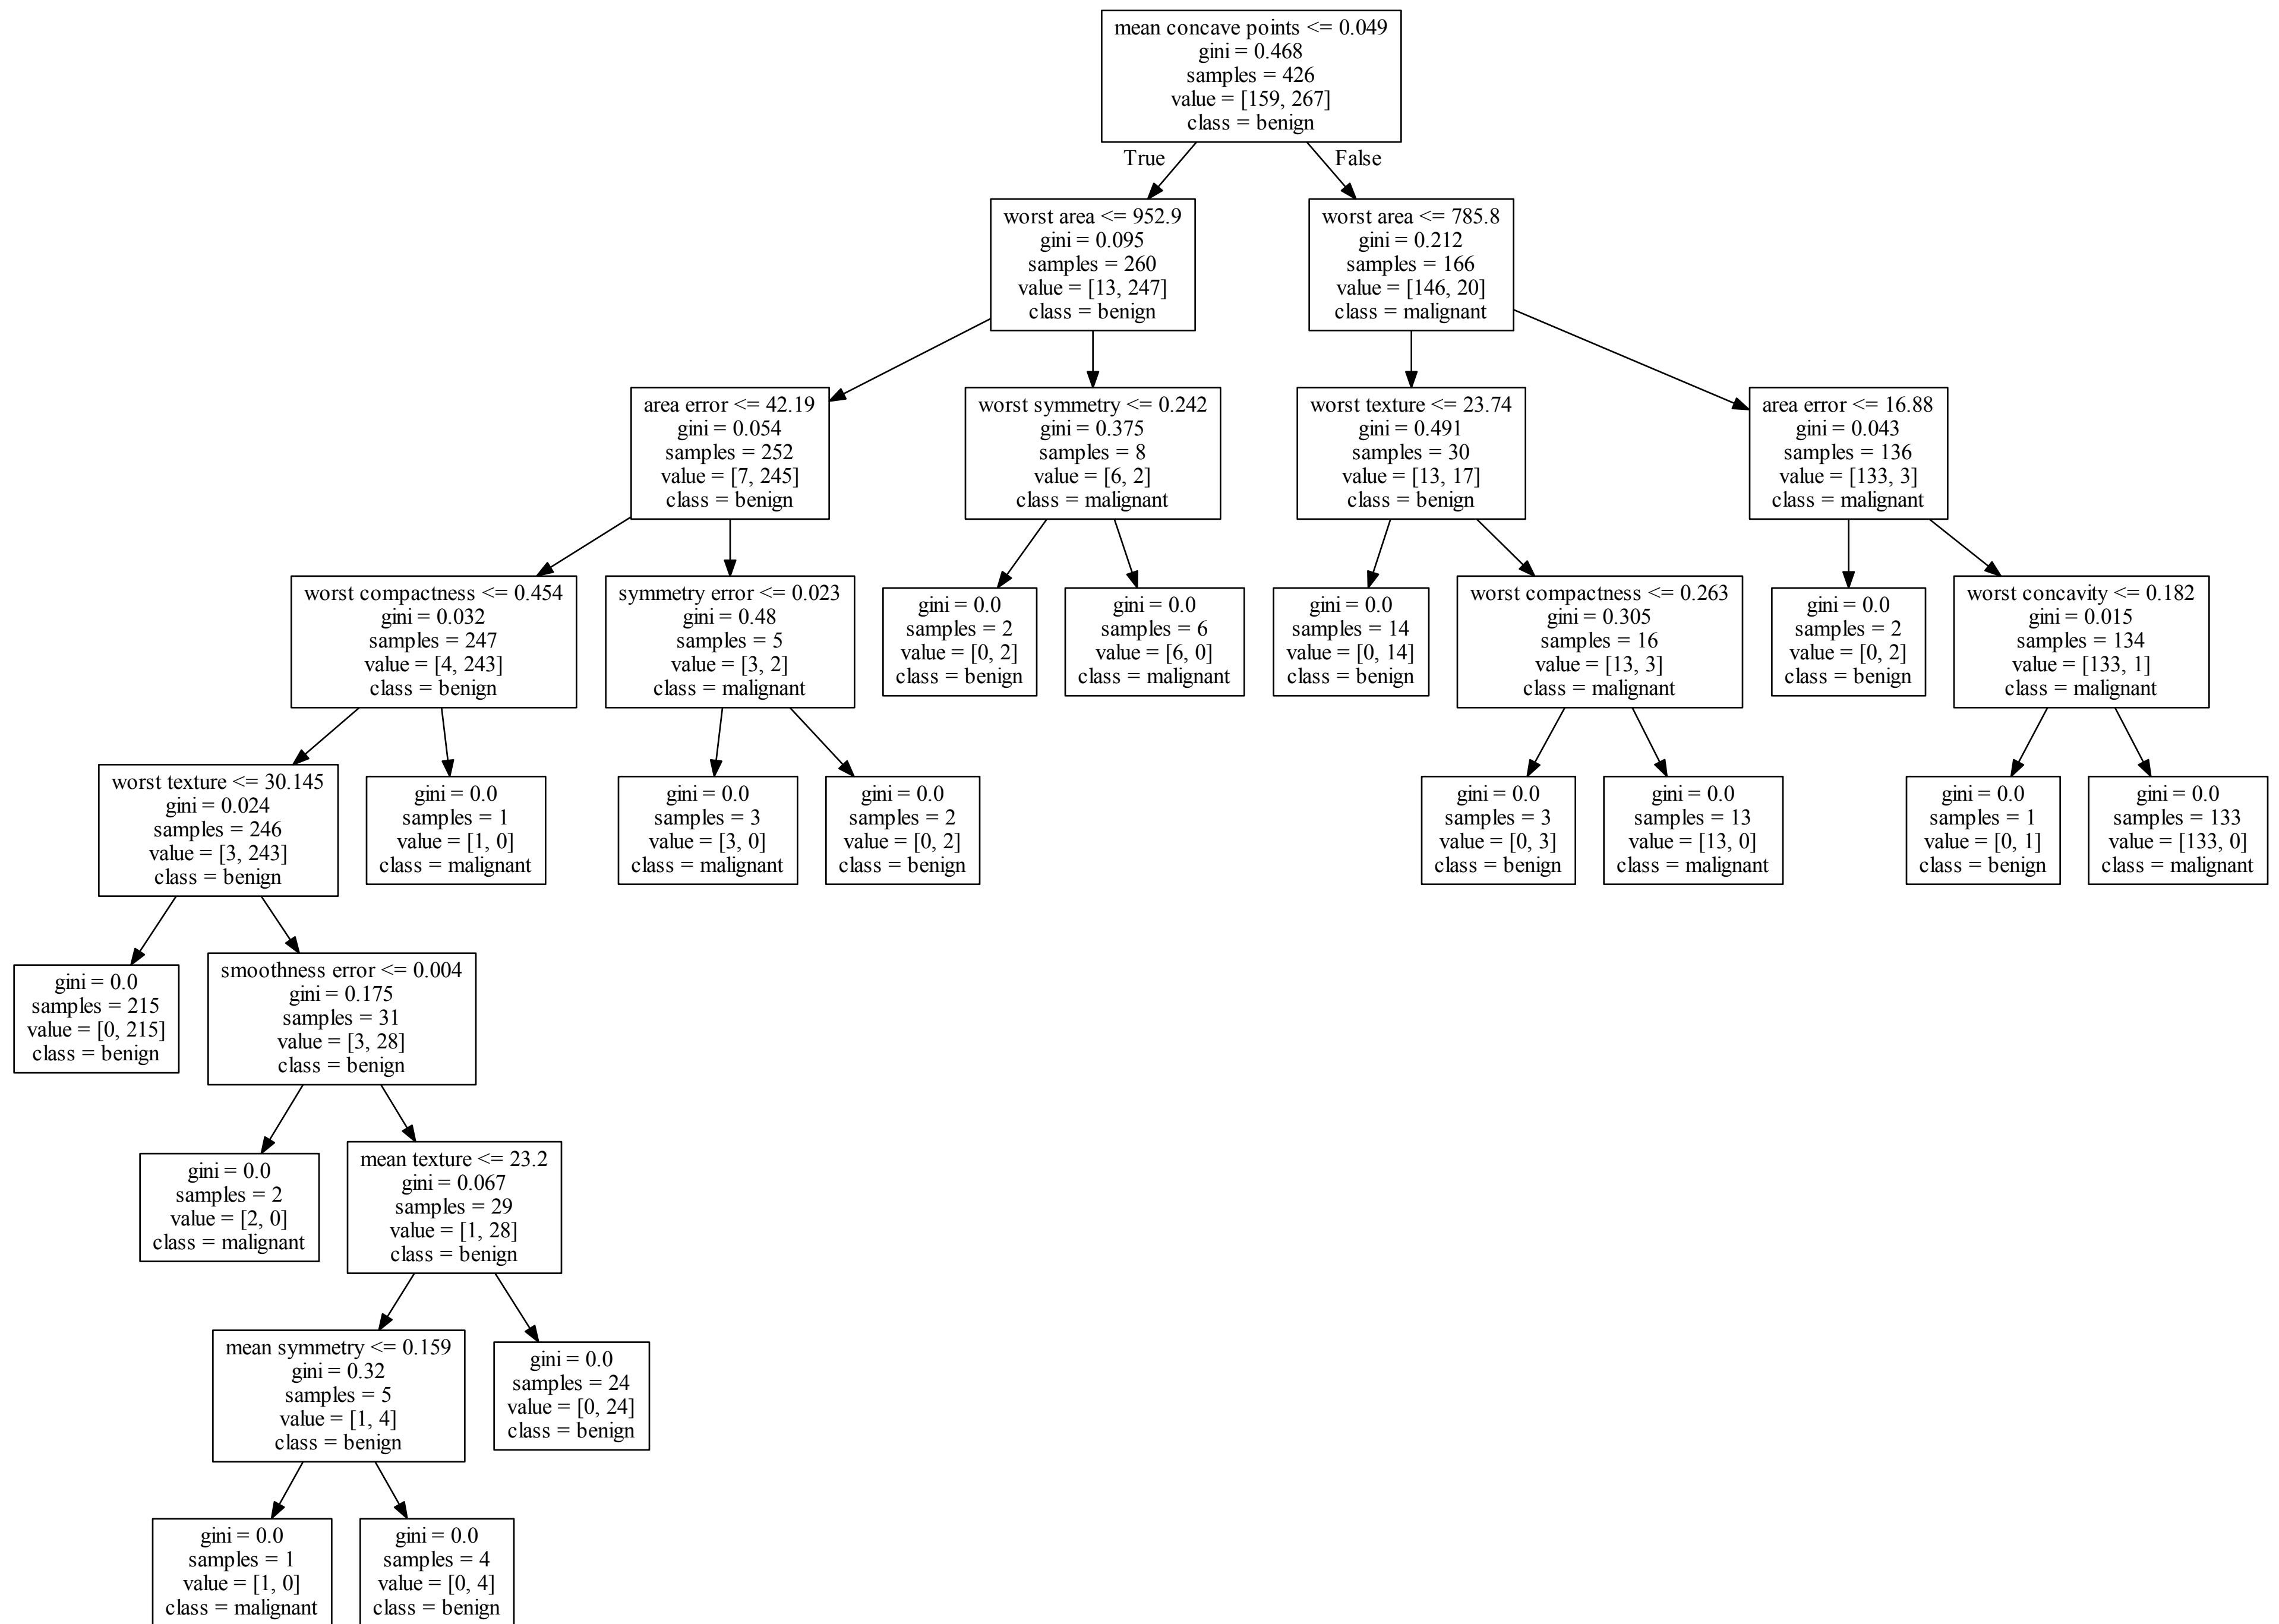 mean concave points <= 0.049
gini = 0.468
samples = 426
value = [159, 267]
class = benign
True
False
worst area <= 952.9
gini = 0.095
samples = 260
value = [13, 247]
class = benign
worst area <= 785.8
gini = 0.212
samples = 166
value = [146, 20]
class = malignant
area error <= 42.19
gini = 0.054
samples = 252
value = [7, 245]
class = benign
worst symmetry <= 0.242
gini = 0.375
samples = 8
value = [6, 2]
class = malignant
worst texture <= 23.74
gini = 0.491
samples = 30
value = [13, 17]
class = benign
area error <= 16.88
gini = 0.043
samples = 136
value = [133, 3]
class = malignant
worst compactness <= 0.454
gini = 0.032
samples = 247
value = [4, 243]
class = benign
symmetry error <= 0.023
gini = 0.48
samples = 5
value = [3, 2]
class = malignant
gini = 0.0
samples = 2
value = [0, 2]
class = benign
gini = 0.0
samples = 6
value = [6, 0]
class = malignant
gini = 0.0
samples = 14
value = [0, 14]
class = benign
worst compactness <= 0.263
gini = 0.305
samples = 16
value = [13, 3]
class = malignant
gini = 0.0
samples = 2
value = [0, 2]
class = benign
worst concavity <= 0.182
gini = 0.015
samples = 134
value = [133, 1]
class = malignant
worst texture <= 30.145
gini = 0.024
samples = 246
value = [3, 243]
class = benign
gini = 0.0
samples = 1
value = [1, 0]
class = malignant
gini = 0.0
samples = 3
value = [3, 0]
class = malignant
gini = 0.0
samples = 2
value = [0, 2]
class = benign
gini = 0.0
samples = 3
value = [0, 3]
class = benign
gini = 0.0
samples = 13
value = [13, 0]
class = malignant
gini = 0.0
samples = 1
value = [0, 1]
class = benign
gini = 0.0
samples = 133
value = [133, 0]
class = malignant
gini = 0.0
samples = 215
value = [0, 215]
class = benign
smoothness error <= 0.004
gini = 0.175
samples = 31
value = [3, 28]
class = benign
gini = 0.0
samples = 2
value = [2, 0]
class = malignant
mean texture <= 23.2
gini = 0.067
samples = 29
value = [1, 28]
class = benign
mean symmetry <= 0.159
gini = 0.32
samples = 5
value = [1, 4]
class = benign
gini = 0.0
samples = 24
value = [0, 24]
class = benign
gini = 0.0
samples = 1
value = [1, 0]
class = malignant
gini = 0.0
samples = 4
value = [0, 4]
class = benign